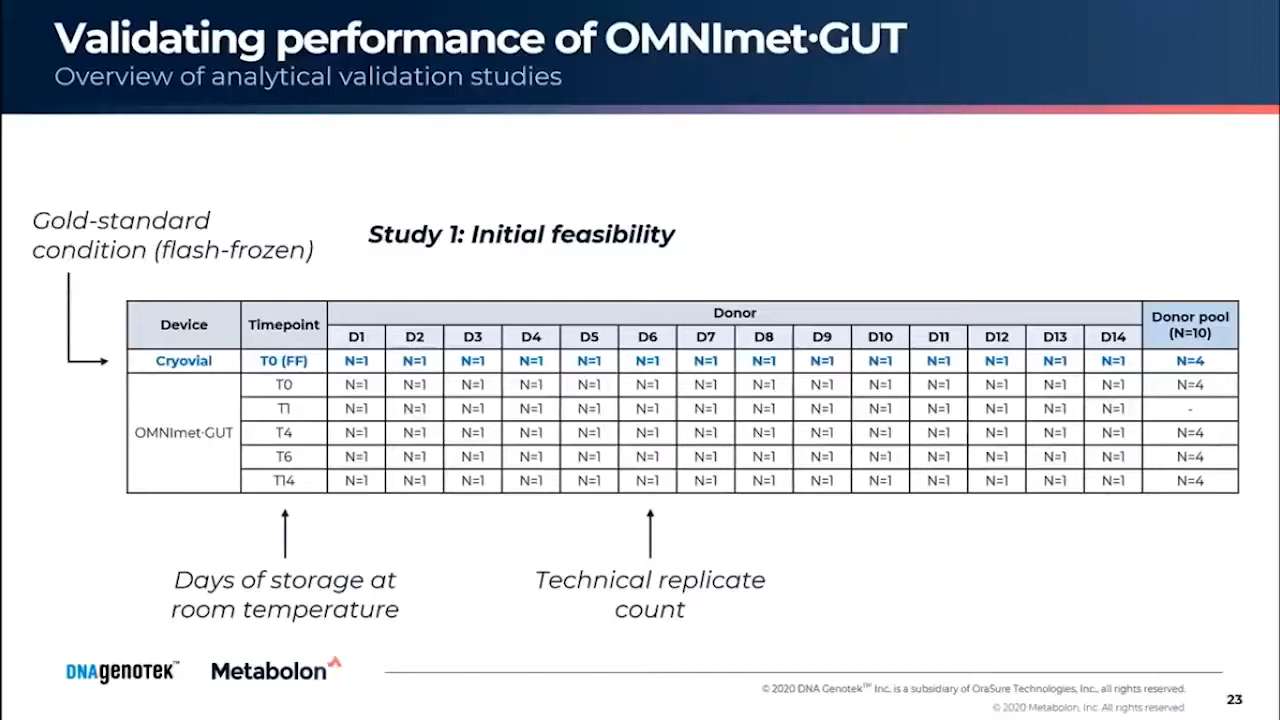 Validating performance of OMNImet•GUT
Overview of analytical validation studies
Gold-standard
condition (flash-frozen)
Study 1: Initial feasibility
Device Timepoint Donor Donor pool (N=10)
D1 D2 D3 D4 D5 D6 D7 D8 D9 D10 D11 D12 D13 D14
Cryovial T0 (FF) N=1 N=1 N=1 N=1 N=1 N=1 N=1 N=1 N=1 N=1 N=1 N=1 N=1 N=1 N=4
OMNImet•GUT
T0 N=1 N=1 N=1 N=1 N=1 N=1 N=1 N=1 N=1 N=1 N=1 N=1 N=1 N=1 N=4
T1 N=1 N=1 N=1 N=1 N=1 N=1 N=1 N=1 N=1 N=1 N=1 N=1 N=1 N=1 -
T4 N=1 N=1 N=1 N=1 N=1 N=1 N=1 N=1 N=1 N=1 N=1 N=1 N=1 N=1 N=4
T6 N=1 N=1 N=1 N=1 N=1 N=1 N=1 N=1 N=1 N=1 N=1 N=1 N=1 N=1 N=4
T14 N=1 N=1 N=1 N=1 N=1 N=1 N=1 N=1 N=1 N=1 N=1 N=1 N=1 N=1 N=4
Days of storage at
room temperature
Technical replicate
count
DNAgenotek™ Metabolon
© 2020 DNA Genotek™ Inc. is a subsidiary of OraSure Technologies, Inc., all rights reserved.
© 2020 Metabolon, Inc. All rights reserved.
23